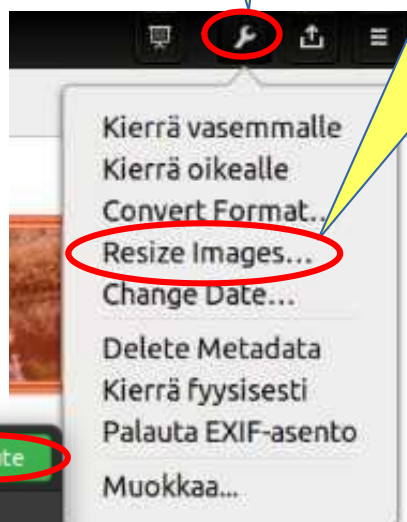 Kierrä vasemmalle
Kierrä oikealle
Convert Format..
Resize Images...
Change Date...
Delete Metadata
Kierrä fyysisesti
Palauta EXIF-asento
Muokkaa...